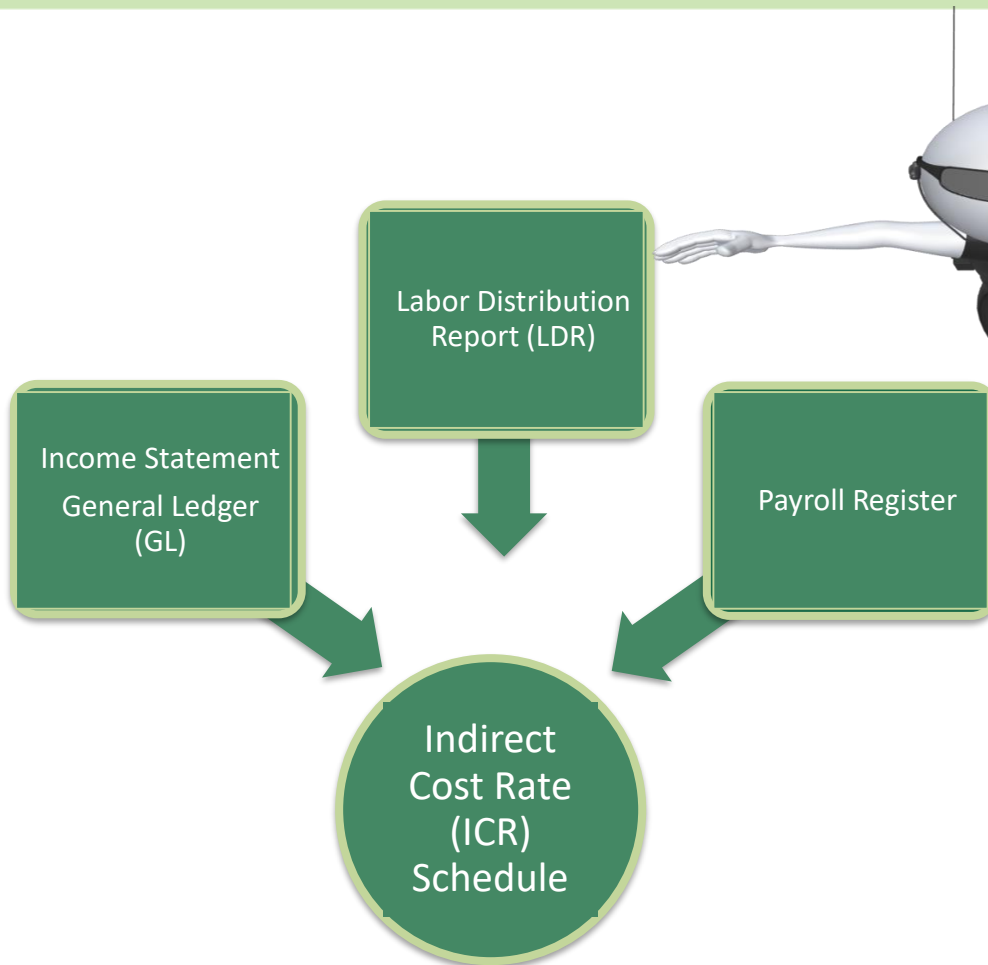 Labor Distribution
Report (LDR)
Income Statement
General Ledger
(GL)
Payroll Register
Indirect
Cost Rate
(ICR)
Schedule